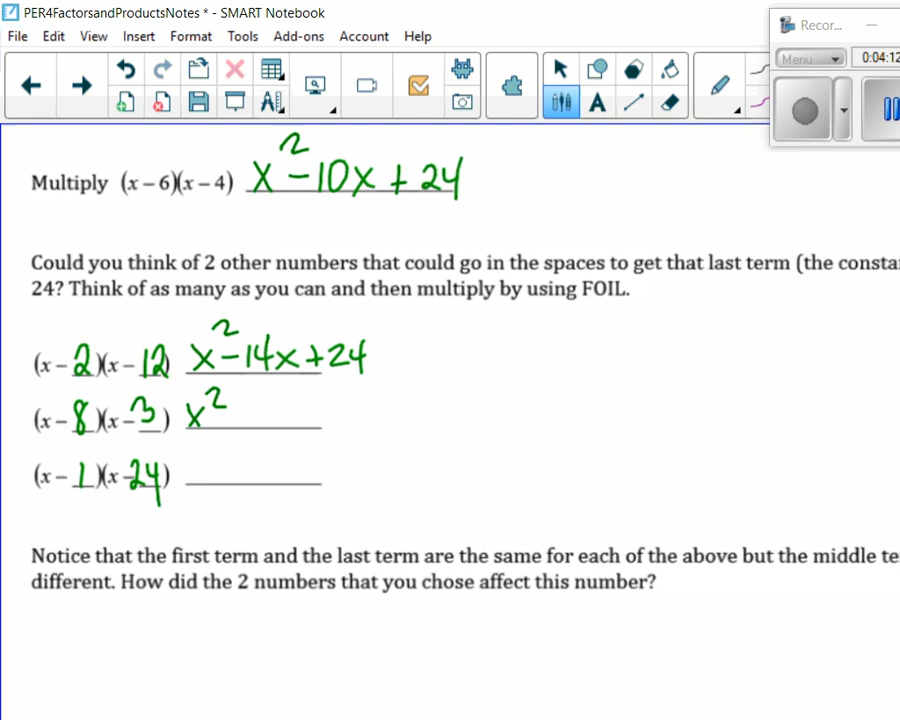 PER4FactorsandProductsNotes * - SMART Notebook
Recor...
File Edit View Insert Format Tools Add-ons Account Help
Menu 0:04:12
Multiply (x – 6)(x – 4) x² – 10x + 24
Could you think of 2 other numbers that could go in the spaces to get that last term (the consta
24? Think of as many as you can and then multiply by using FOIL.
(x – 2)(x – 12) x² – 14x + 24
(x – 8)(x – 3) x²
(x – 1)(x – 24)
Notice that the first term and the last term are the same for each of the above but the middle te
different. How did the 2 numbers that you chose affect this number?